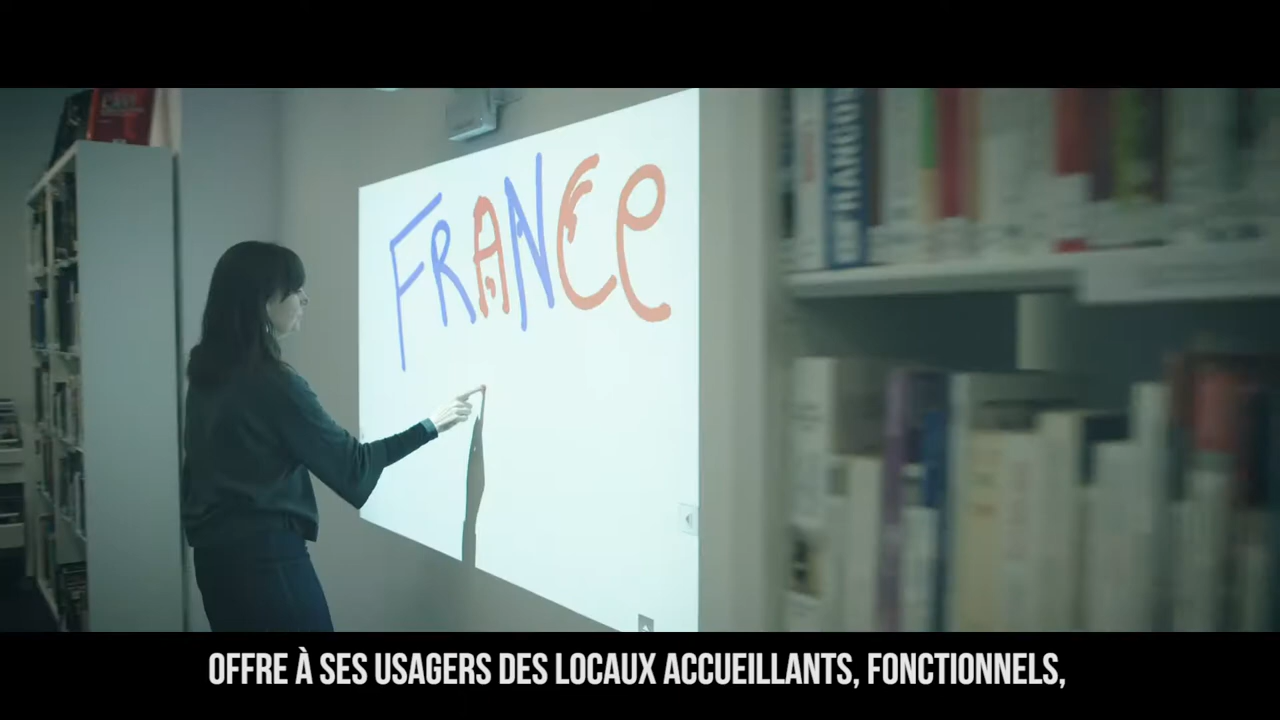 FRANCE
OFFRE À SES USAGERS DES LOCAUX ACCUEILLANTS, FONCTIONNELS,